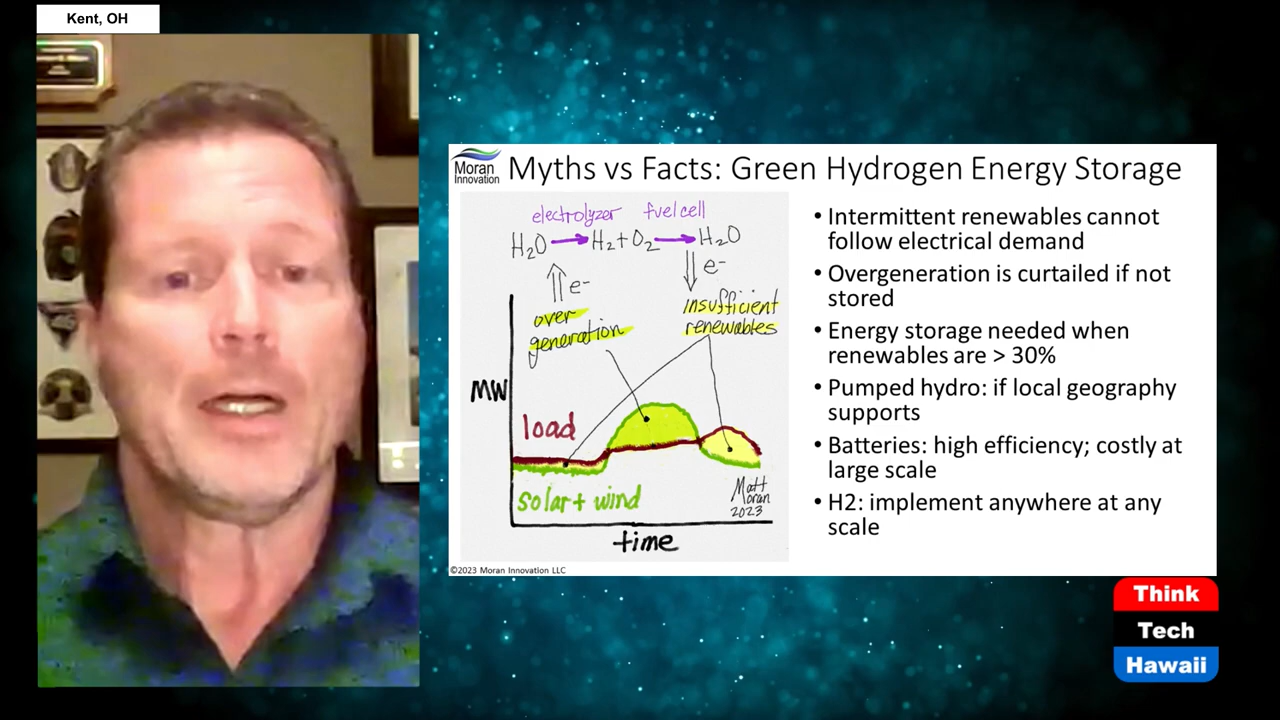 Kent, OH
Moran
Innovation
Myths vs Facts: Green Hydrogen Energy Storage
electrolyzer fuel cell
H₂O → H₂+O₂ → H₂O
e-
e-
over
generation
insufficient
renewables
MW
load
solar + wind
Matt
Moran
2023
time
• Intermittent renewables cannot
follow electrical demand
• Overgeneration is curtailed if not
stored
• Energy storage needed when
renewables are > 30%
• Pumped hydro: if local geography
supports
• Batteries: high efficiency; costly at
large scale
• H2: implement anywhere at any
scale
©2023 Moran Innovation LLC
Think
Tech
Hawaii